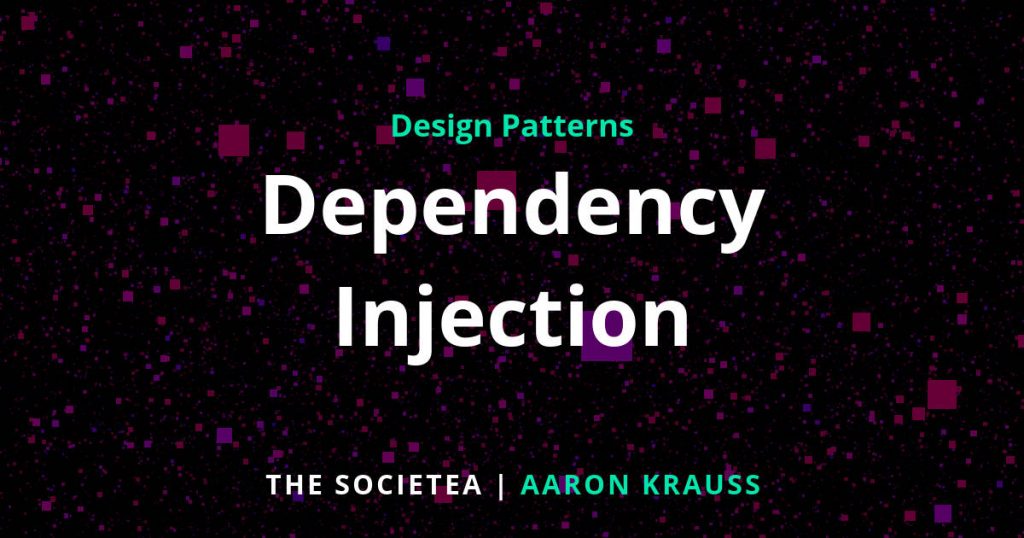 Design Patterns
Dependency
Injection
THE SOCIETEA | AARON KRAUSS